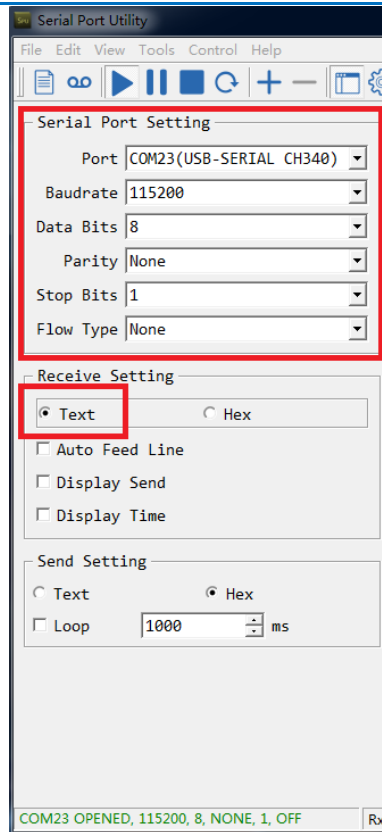 Serial Port Utility
File Edit View Tools Control Help
Serial Port Setting
Port COM23(USB-SERIAL CH340)
Baudrate 115200
Data Bits 8
Parity None
Stop Bits 1
Flow Type None
Receive Setting
Text Hex
Auto Feed Line
Display Send
Display Time
Send Setting
Text Hex
Loop 1000 ms
COM23 OPENED, 115200, 8, NONE, 1, OFF Rx